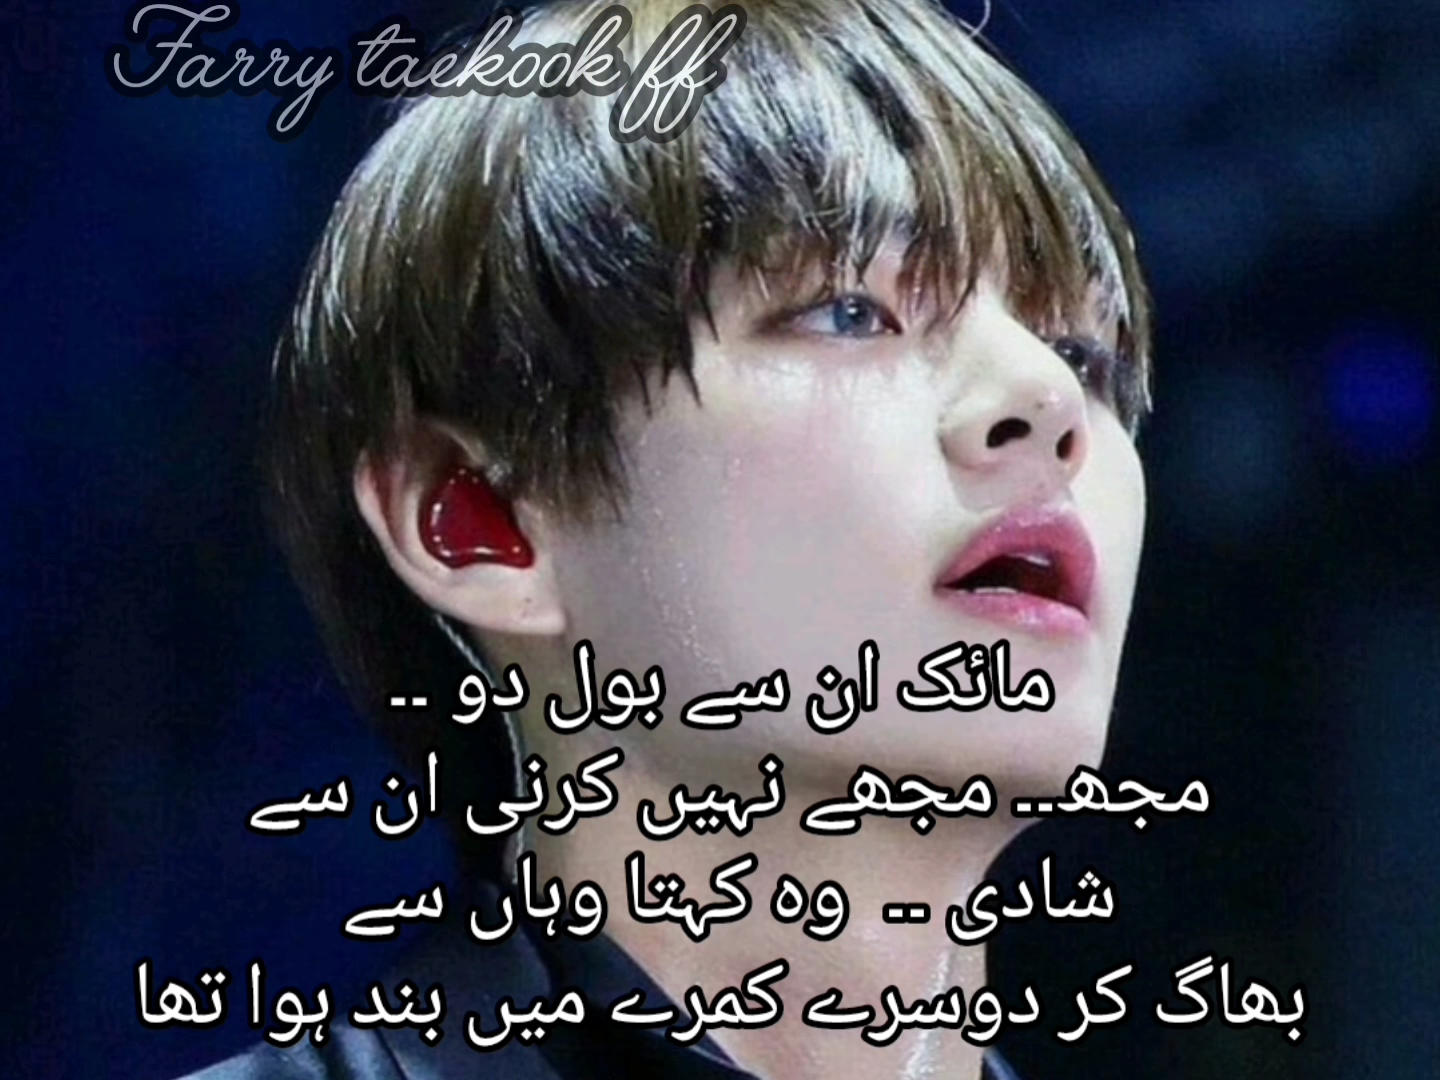 Farry taekook ff
مائک ان سے بول دو ۔۔
مجھ۔۔ مجھے نہیں کرنی ان سے
شادی ۔۔ وہ کہتا وہاں سے
بھاگ کر دوسرے کمرے میں بند ہوا تھا